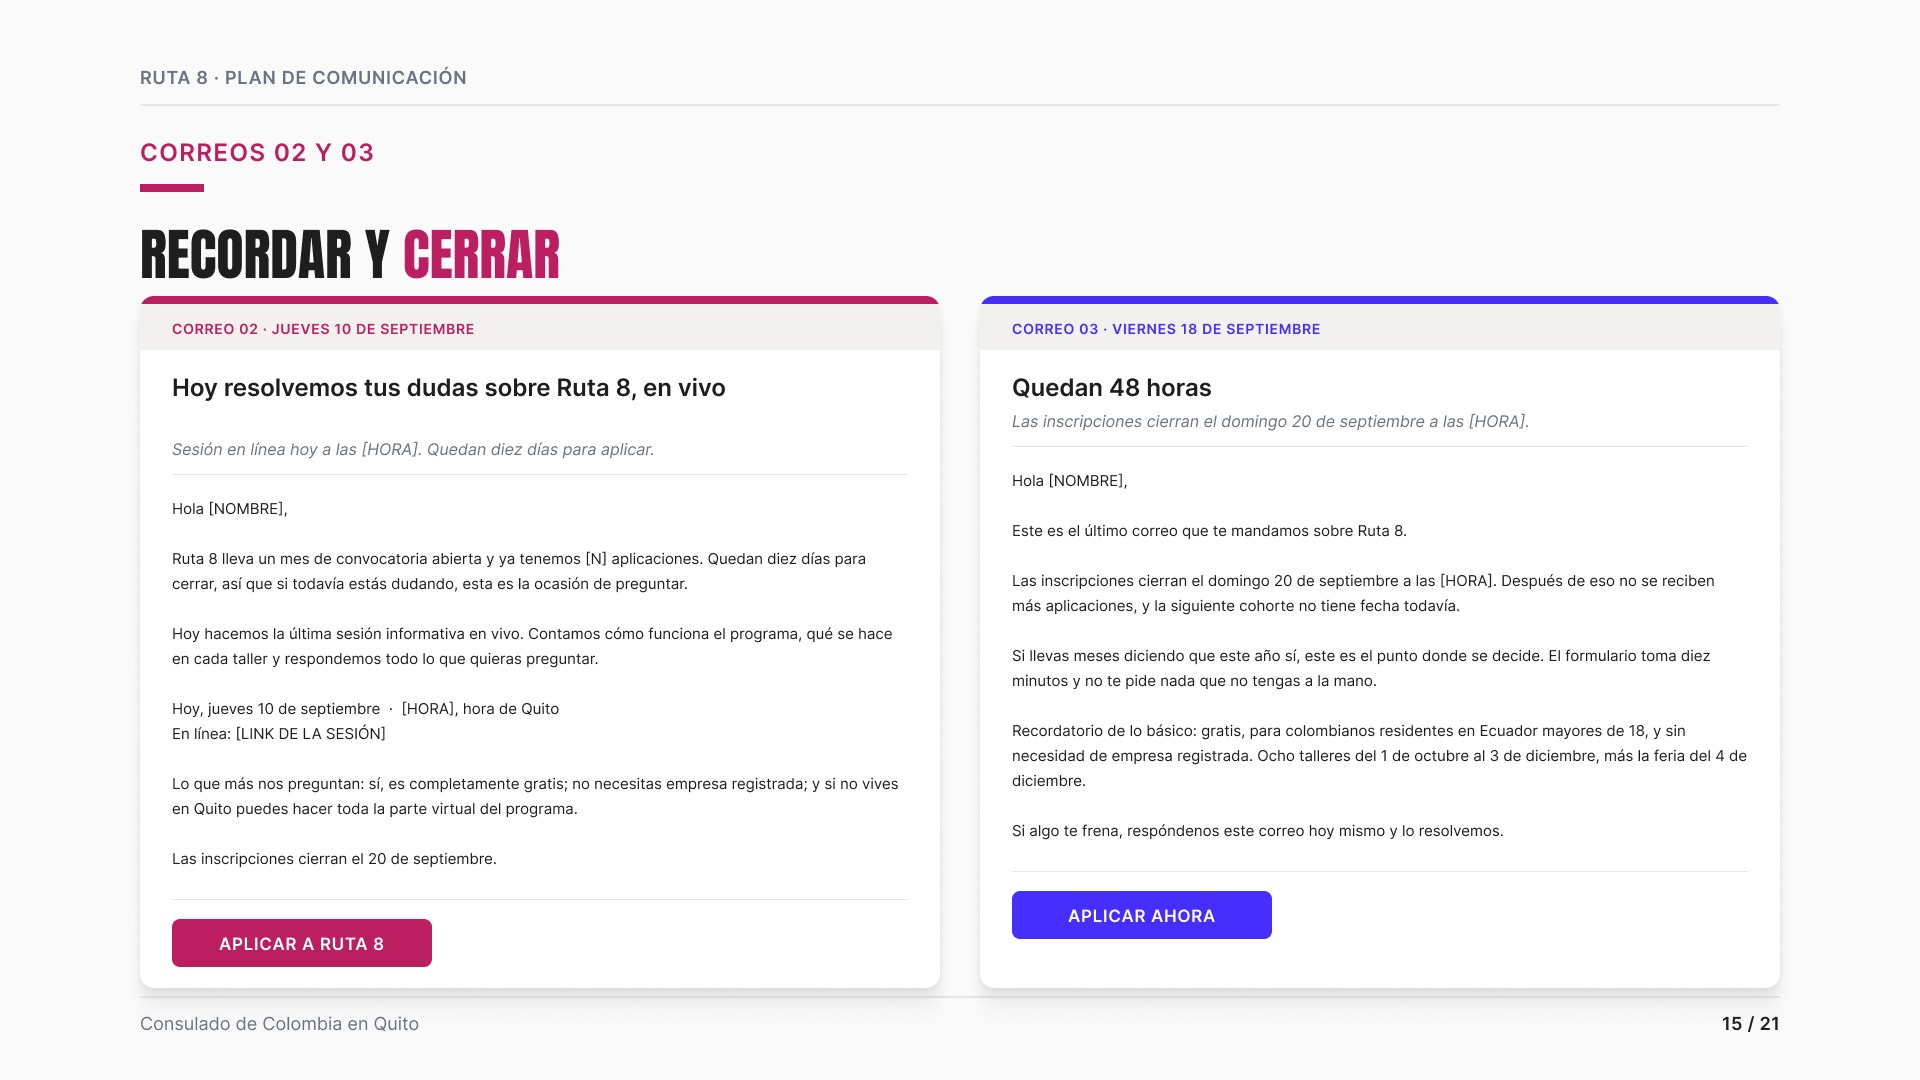 RUTA 8 · PLAN DE COMUNICACIÓN
CORREOS 02 Y 03
RECORDAR Y CERRAR
CORREO 02 · JUEVES 10 DE SEPTIEMBRE
Hoy resolvemos tus dudas sobre Ruta 8, en vivo
Sesión en línea hoy a las [HORA]. Quedan diez días para aplicar.
Hola [NOMBRE],
Ruta 8 lleva un mes de convocatoria abierta y ya tenemos [N] aplicaciones. Quedan diez días para
cerrar, así que si todavía estás dudando, esta es la ocasión de preguntar.
Hoy hacemos la última sesión informativa en vivo. Contamos cómo funciona el programa, qué se hace
en cada taller y respondemos todo lo que quieras preguntar.
Hoy, jueves 10 de septiembre · [HORA], hora de Quito
En línea: [LINK DE LA SESIÓN]
Lo que más nos preguntan: sí, es completamente gratis; no necesitas empresa registrada; y si no vives
en Quito puedes hacer toda la parte virtual del programa.
Las inscripciones cierran el 20 de septiembre.
APLICAR A RUTA 8
CORREO 03 · VIERNES 18 DE SEPTIEMBRE
Quedan 48 horas
Las inscripciones cierran el domingo 20 de septiembre a las [HORA].
Hola [NOMBRE],
Este es el último correo que te mandamos sobre Ruta 8.
Las inscripciones cierran el domingo 20 de septiembre a las [HORA]. Después de eso no se reciben
más aplicaciones, y la siguiente cohorte no tiene fecha todavía.
Si llevas meses diciendo que este año sí, este es el punto donde se decide. El formulario toma diez
minutos y no te pide nada que no tengas a la mano.
Recordatorio de lo básico: gratis, para colombianos residentes en Ecuador mayores de 18, y sin
necesidad de empresa registrada. Ocho talleres del 1 de octubre al 3 de diciembre, más la feria del 4 de
diciembre.
Si algo te frena, respóndenos este correo hoy mismo y lo resolvemos.
APLICAR AHORA
Consulado de Colombia en Quito
15 / 21